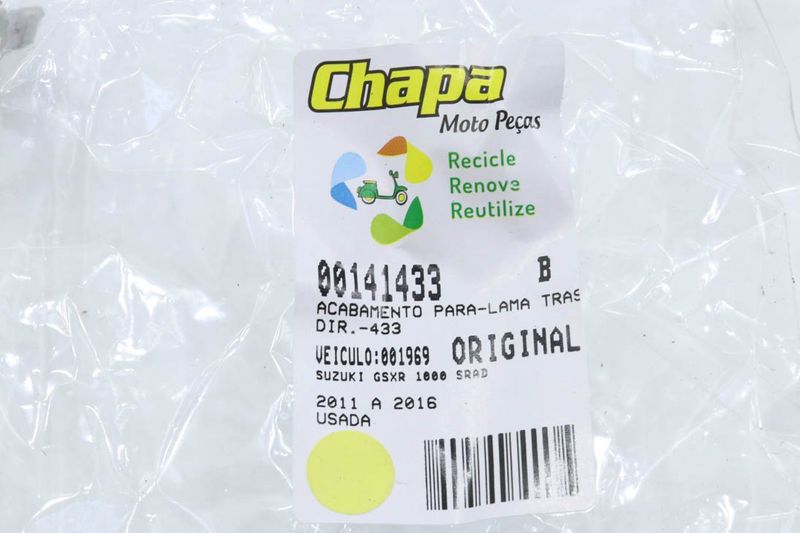 Chapa
Moto Peças
Recicle
Renove
Reutilize
00141433 B
ACABAMENTO PARA-LAMA TRAS
DIR.-433
VEICULO:001969 ORIGINAL
SUZUKI GSXR 1000 SRAD
2011 A 2016
USADA